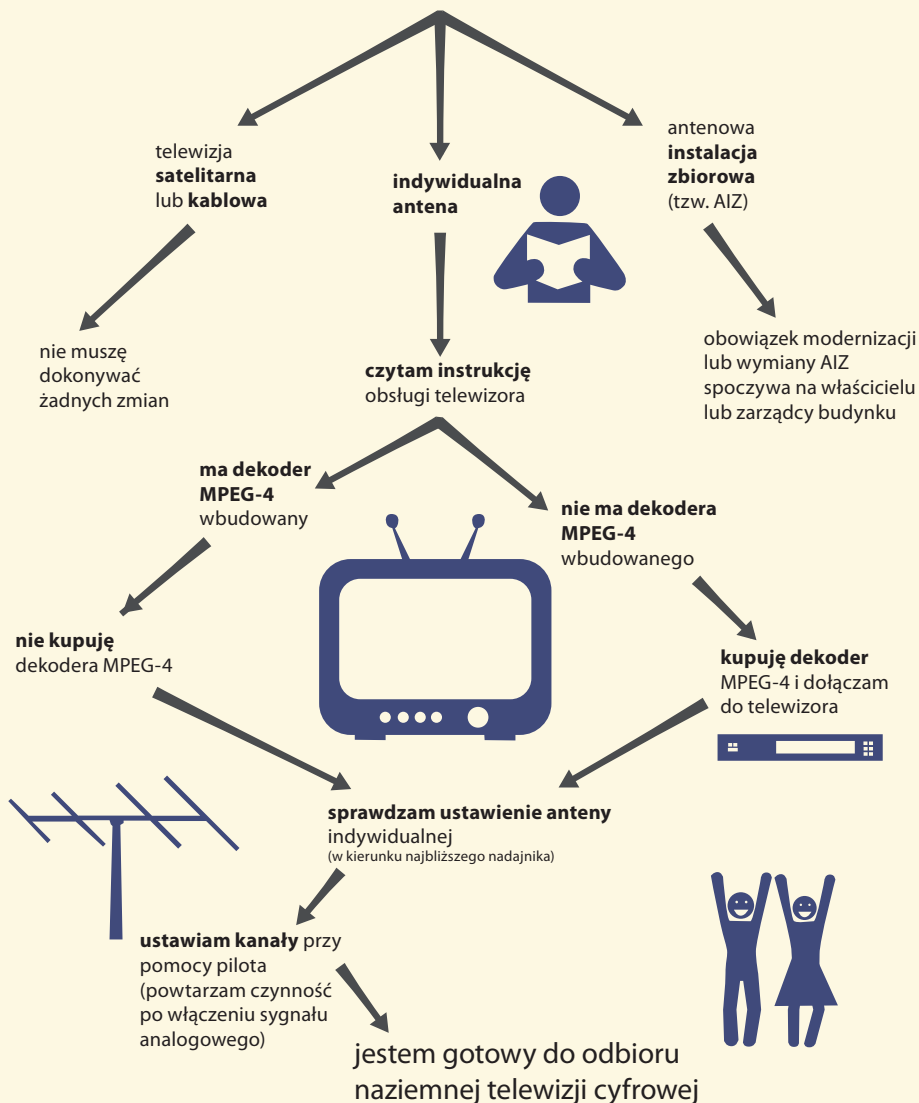 telewizja
satelitarna
lub kablowa
indywidualna
antena
antenowa
instalacja
zbiorowa
(tzw. AIZ)
nie muszę
dokonywać
żadnych zmian
czytam instrukcję
obsługi telewizora
obowiązek modernizacji
lub wymiany AIZ
spoczywa na właścicielu
lub zarządcy budynku
ma dekoder
MPEG-4
wbudowany
nie ma dekodera
MPEG-4
wbudowanego
nie kupuję
dekodera MPEG-4
kupuję dekoder
MPEG-4 i dołączam
do telewizora
sprawdzam ustawienie anteny
indywidualnej
(w kierunku najbliższego nadajnika)
ustawiam kanały przy
pomocy pilota
(powtarzam czynność
po włączeniu sygnału
analogowego)
jestem gotowy do odbioru
naziemnej telewizji cyfrowej